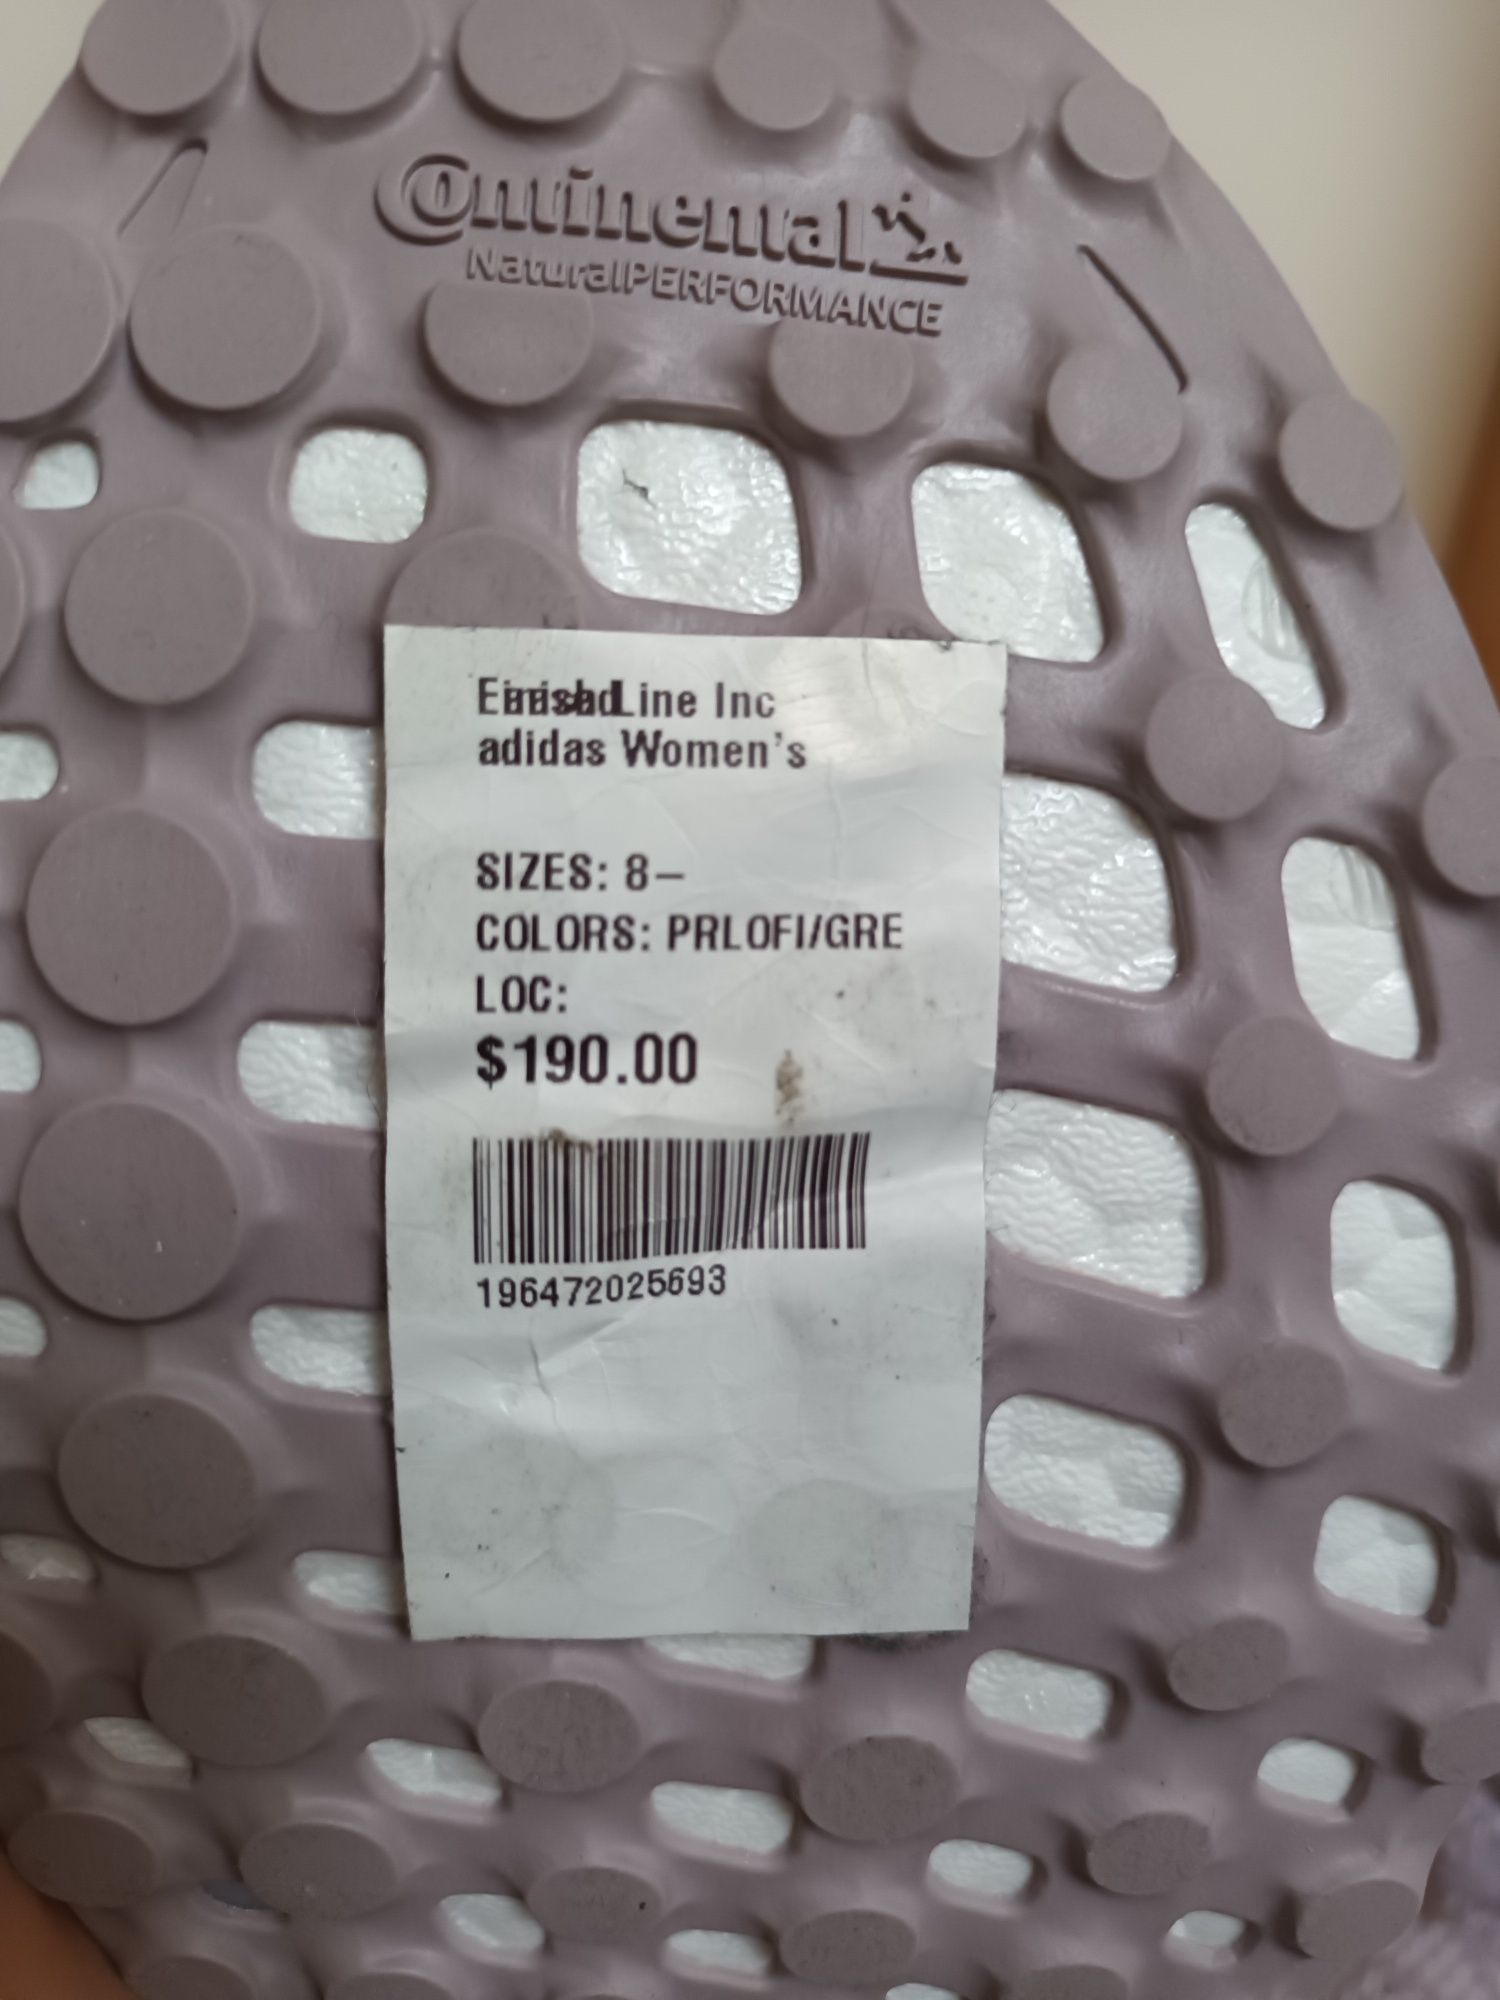 Continental
NaturalPERFORMANCE
Line Inc
adidas Women's
SIZES: 8–
COLORS: PRLOFI/GRE
LOC:
$190.00
196472025693